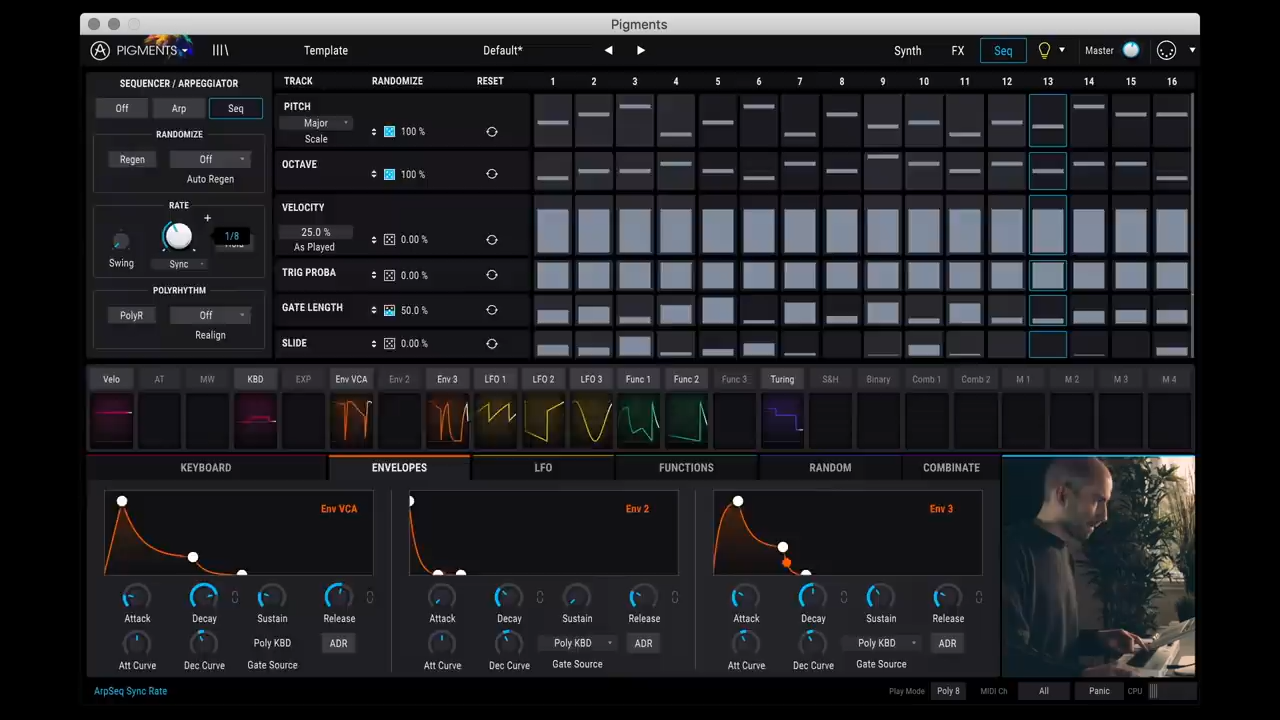 Pigments
PIGMENTS
Template
Default*
Synth
FX
Seq
Master
SEQUENCER / ARPEGGIATOR
Off
Arp
Seq
RANDOMIZE
Regen
Off
Auto Regen
RATE
1/8
Swing
Sync
POLYRHYTHM
PolyR
Off
Realign
TRACK RANDOMIZE RESET 1 2 3 4 5 6 7 8 9 10 11 12 13 14 15 16
PITCH
Major
Scale
100 %
OCTAVE
100 %
VELOCITY
25.0 %
As Played
0.00 %
TRIG PROBA
0.00 %
GATE LENGTH
50.0 %
SLIDE
0.00 %
Velo AT MW KBD EXP Env VCA Env 2 Env 3 LFO 1 LFO 2 LFO 3 Func 1 Func 2 Func 3 Turing S&H Binary Comb 1 Comb 2 M 1 M 2 M 3 M 4
KEYBOARD ENVELOPES LFO FUNCTIONS RANDOM COMBINATE
Env VCA
Attack Decay Sustain Release
Poly KBD ADR
Att Curve Dec Curve Gate Source
Env 2
Attack Decay Sustain Release
Poly KBD ADR
Att Curve Dec Curve Gate Source
Env 3
Attack Decay Sustain Release
Poly KBD ADR
Att Curve Dec Curve Gate Source
ArpSeq Sync Rate
Play Mode Poly 8 MIDI Ch All Panic CPU